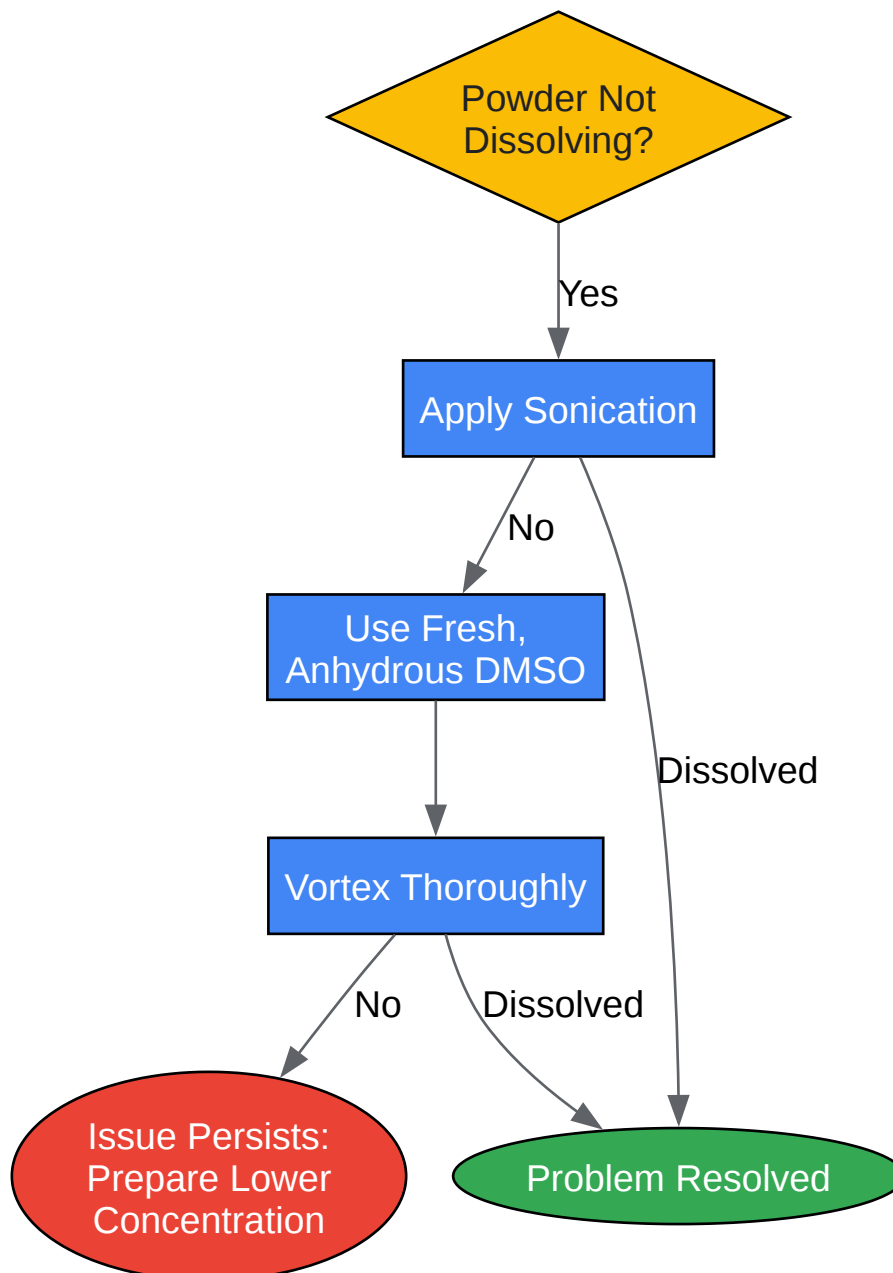 Powder Not
Dissolving?
Yes
Apply Sonication
No
Use Fresh,
Anhydrous DMSO
Dissolved
Vortex Thoroughly
No
Dissolved
Issue Persists:
Prepare Lower
Concentration
Problem Resolved